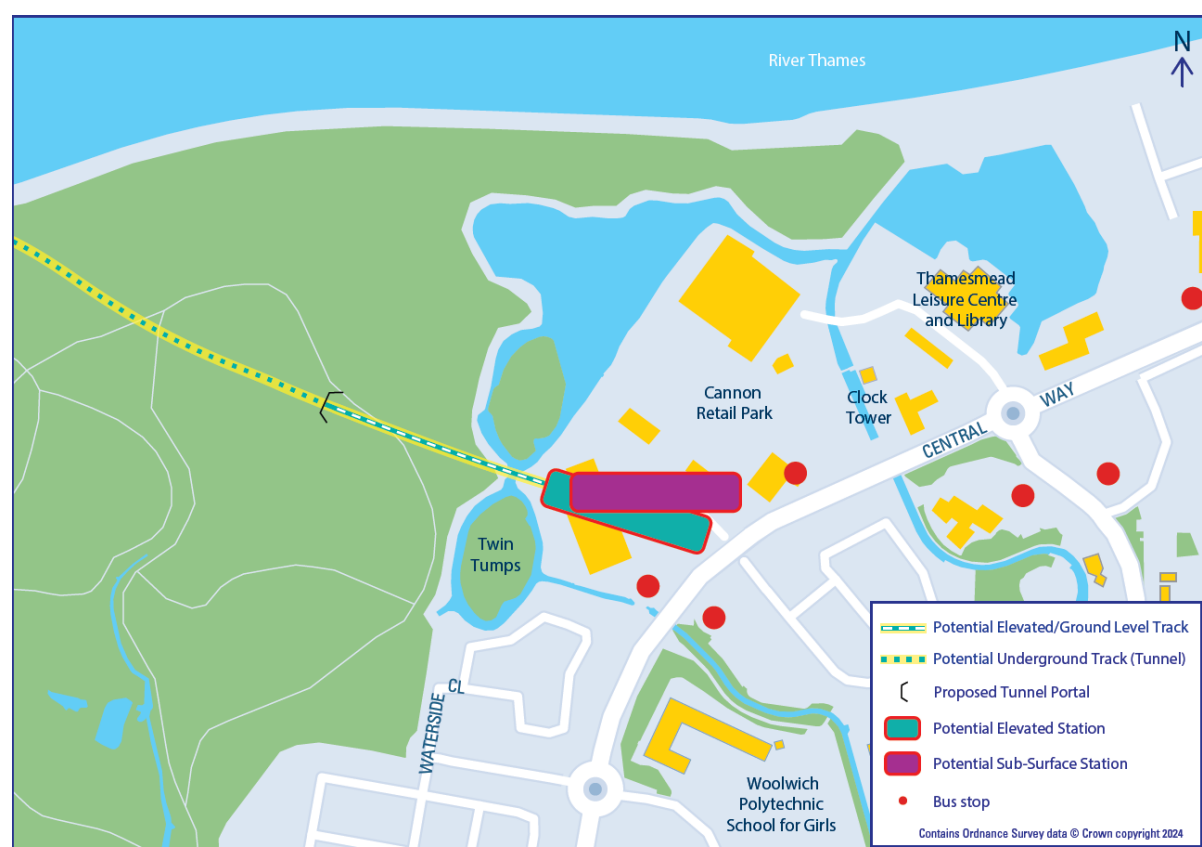 River Thames
N
Thamesmead
Leisure Centre
and Library
Cannon
Retail Park
Clock
Tower
CENTRAL WAY
Twin
Tumps
WATERSIDE CL
Woolwich
Polytechnic
School for Girls
Potential Elevated/Ground Level Track
Potential Underground Track (Tunnel)
Proposed Tunnel Portal
Potential Elevated Station
Potential Sub-Surface Station
Bus stop
Contains Ordnance Survey data © Crown copyright 2024